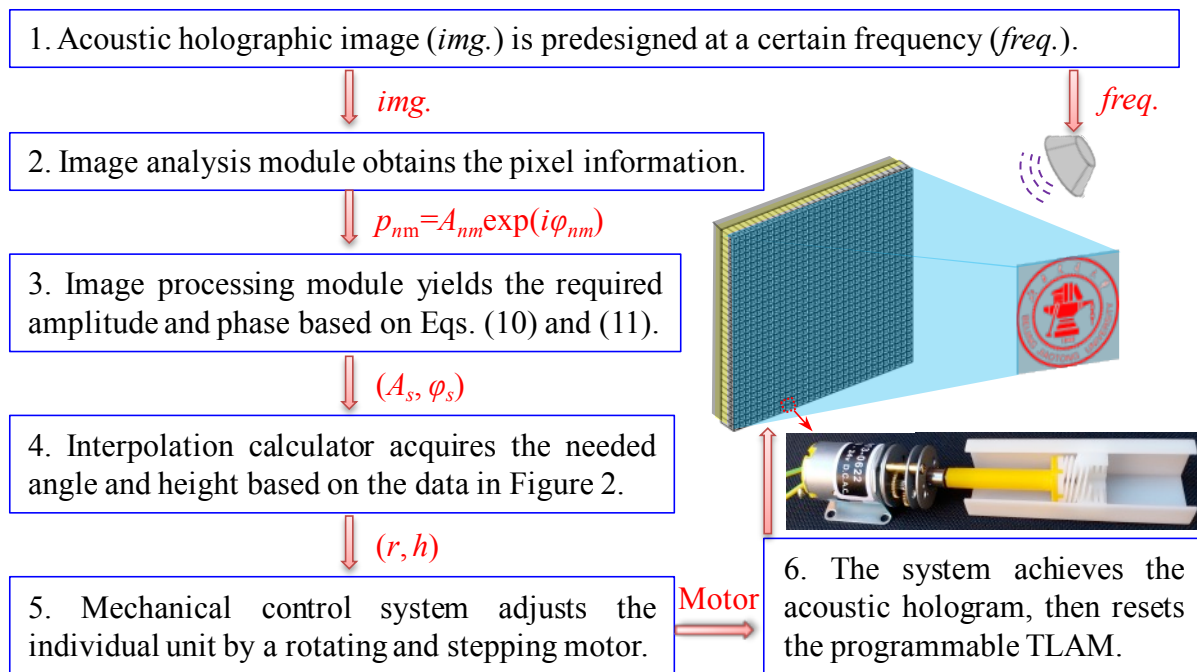 1. Acoustic holographic image (img.) is predesigned at a certain frequency (freq.).
img.
freq.
2. Image analysis module obtains the pixel information.
pₙₘ=Aₙₘexp(iφₙₘ)
3. Image processing module yields the required
amplitude and phase based on Eqs. (10) and (11).
(Aₛ, φₛ)
4. Interpolation calculator acquires the needed
angle and height based on the data in Figure 2.
(r, h)
5. Mechanical control system adjusts the
individual unit by a rotating and stepping motor.
Motor
6. The system achieves the
acoustic hologram, then resets
the programmable TLAM.